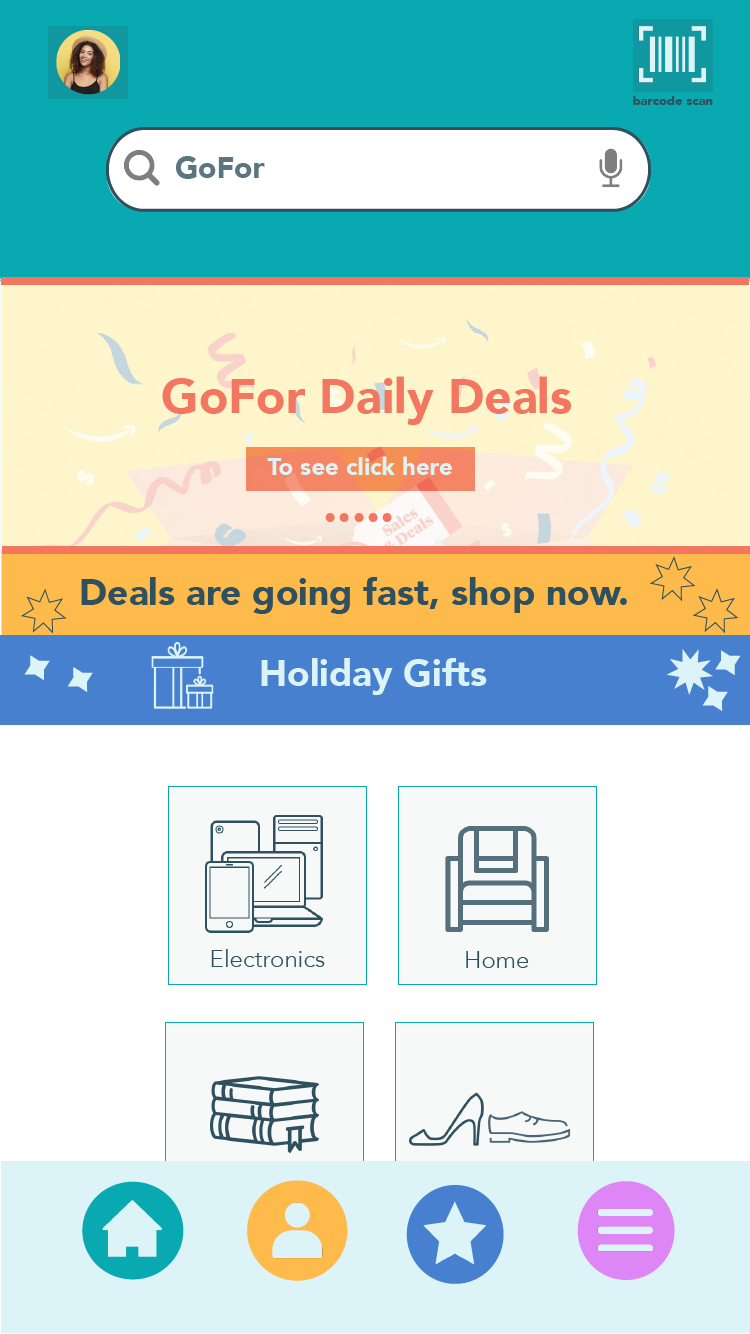 barcode scan
GoFor
GoFor Daily Deals
To see click here
Sales
& Deals
Deals are going fast, shop now.
Holiday Gifts
Electronics
Home